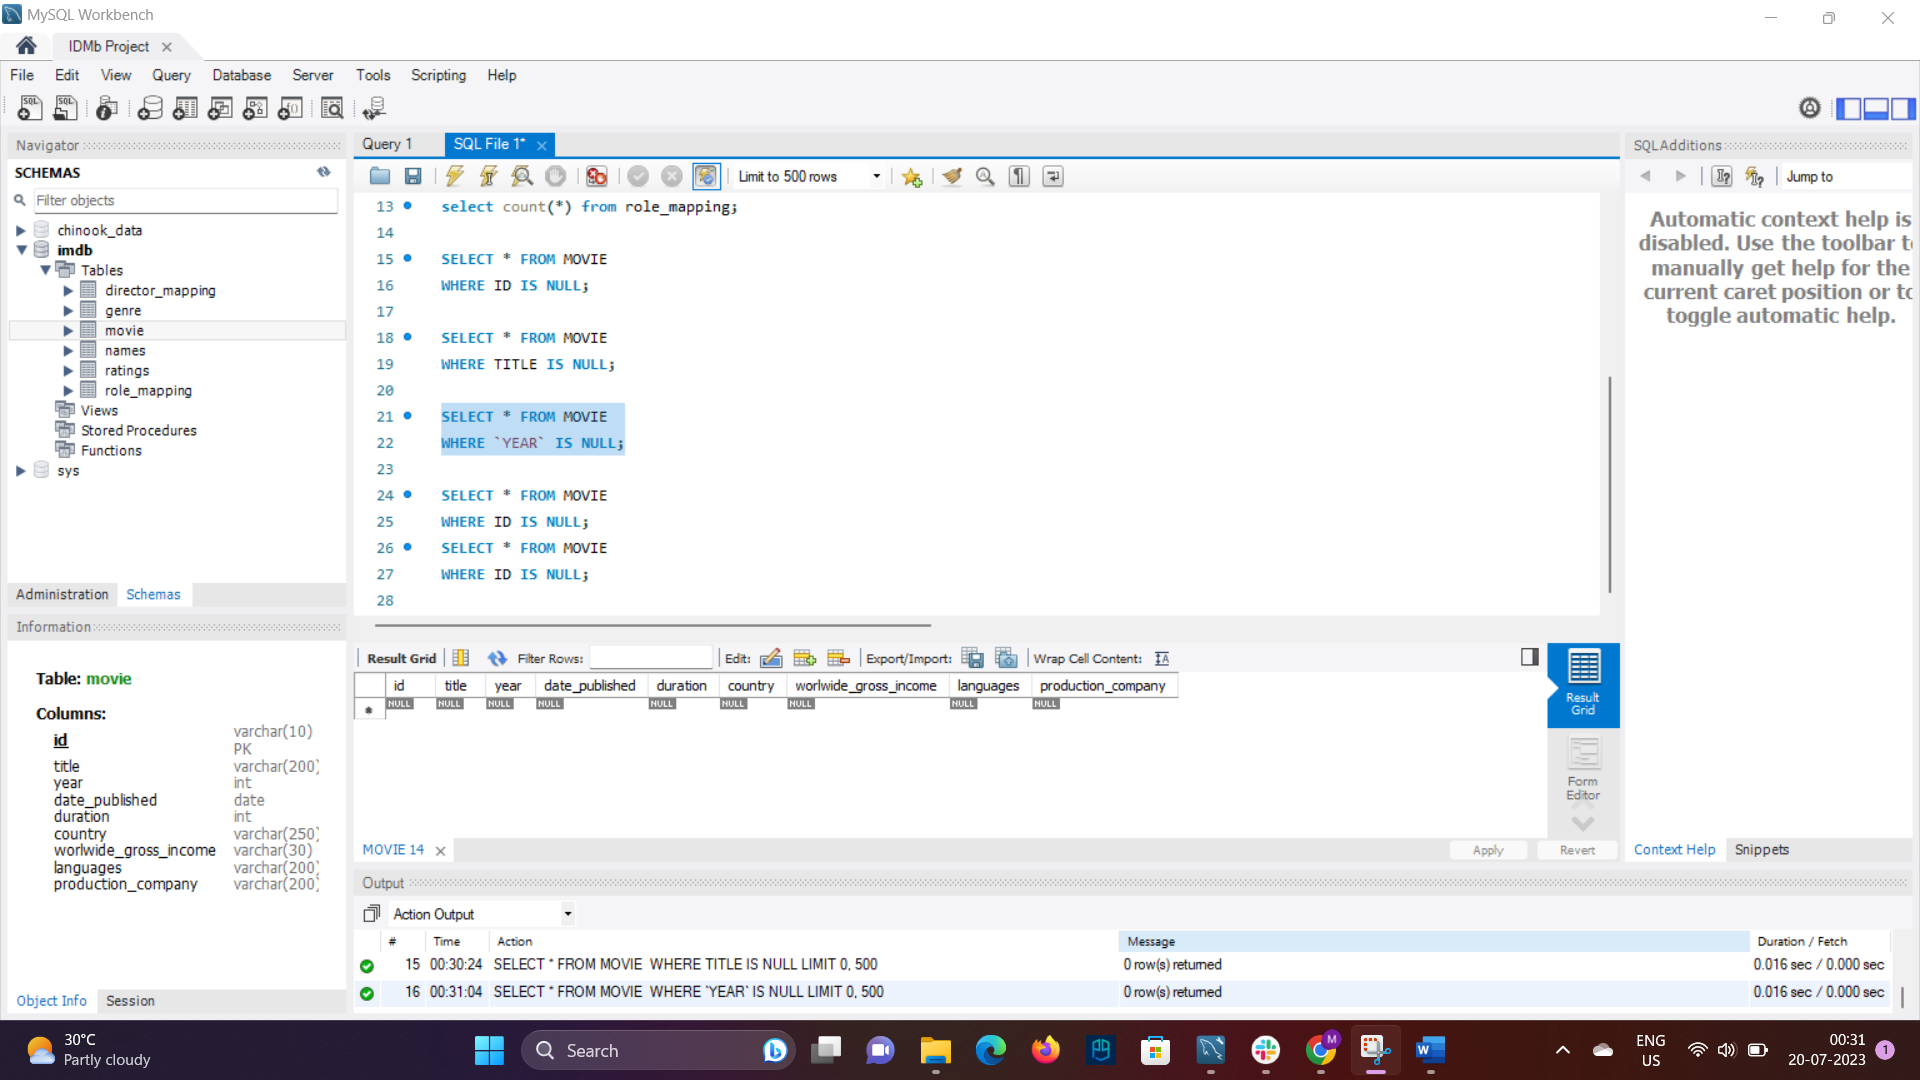 MySQL Workbench
IDMb Project
File Edit View Query Database Server Tools Scripting Help
Navigator
SCHEMAS
Filter objects
chinook_data
imdb
Tables
director_mapping
genre
movie
names
ratings
role_mapping
Views
Stored Procedures
Functions
sys
Administration Schemas
Information
Table: movie
Columns:
id varchar(10)
PK
title varchar(200)
year int
date_published date
duration int
country varchar(250)
worlwide_gross_income varchar(30)
languages varchar(200)
production_company varchar(200)
Object Info Session
Query 1 SQL File 1*
Limit to 500 rows
13 select count(*) from role_mapping;
14
15 SELECT * FROM MOVIE
16 WHERE ID IS NULL;
17
18 SELECT * FROM MOVIE
19 WHERE TITLE IS NULL;
20
21 SELECT * FROM MOVIE
22 WHERE `YEAR` IS NULL;
23
24 SELECT * FROM MOVIE
25 WHERE ID IS NULL;
26 SELECT * FROM MOVIE
27 WHERE ID IS NULL;
28
Result Grid Filter Rows: Edit: Export/Import: Wrap Cell Content:
id title year date_published duration country worlwide_gross_income languages production_company
NULL NULL NULL NULL NULL NULL NULL NULL NULL
Result
Grid
Form
Editor
MOVIE 14 Apply Revert
Output
Action Output
# Time Action Message Duration / Fetch
15 00:30:24 SELECT * FROM MOVIE WHERE TITLE IS NULL LIMIT 0, 500 0 row(s) returned 0.016 sec / 0.000 sec
16 00:31:04 SELECT * FROM MOVIE WHERE `YEAR` IS NULL LIMIT 0, 500 0 row(s) returned 0.016 sec / 0.000 sec
SQLAdditions
Jump to
Automatic context help is
disabled. Use the toolbar to
manually get help for the
current caret position or to
toggle automatic help.
Context Help Snippets
30°C
Partly cloudy
Search
ENG
US
00:31
20-07-2023
1